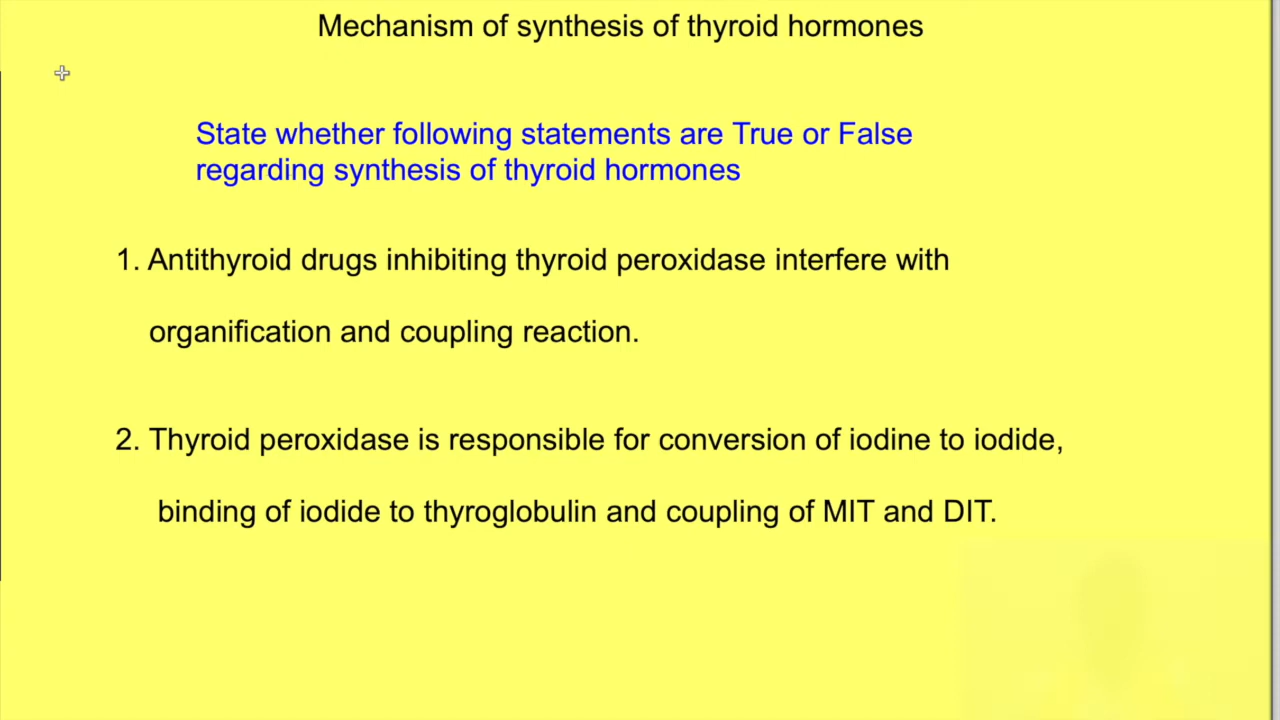 Mechanism of synthesis of thyroid hormones
State whether following statements are True or False
regarding synthesis of thyroid hormones
1. Antithyroid drugs inhibiting thyroid peroxidase interfere with
organification and coupling reaction.
2. Thyroid peroxidase is responsible for conversion of iodine to iodide,
binding of iodide to thyroglobulin and coupling of MIT and DIT.